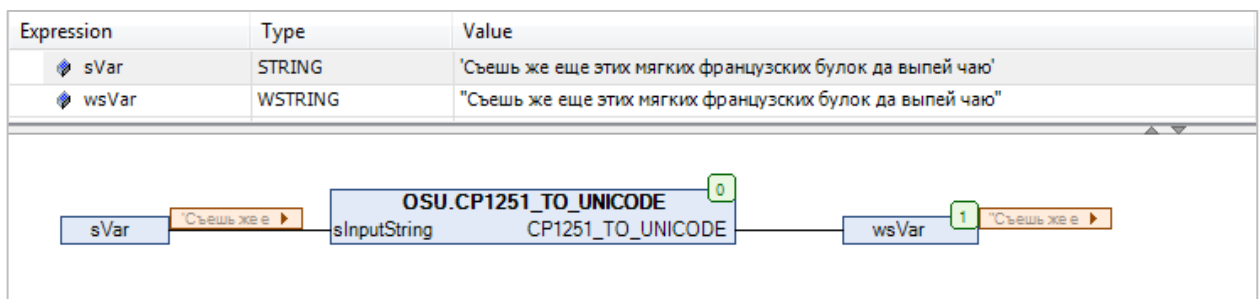 Expression Type Value
sVar STRING 'Съешь же еще этих мягких французских булок да выпей чаю'
wsVar WSTRING "Съешь же еще этих мягких французских булок да выпей чаю"
0
OSU.CP1251_TO_UNICODE
sVar 'Съешь же е sInputString CP1251_TO_UNICODE wsVar 1 "Съешь же е